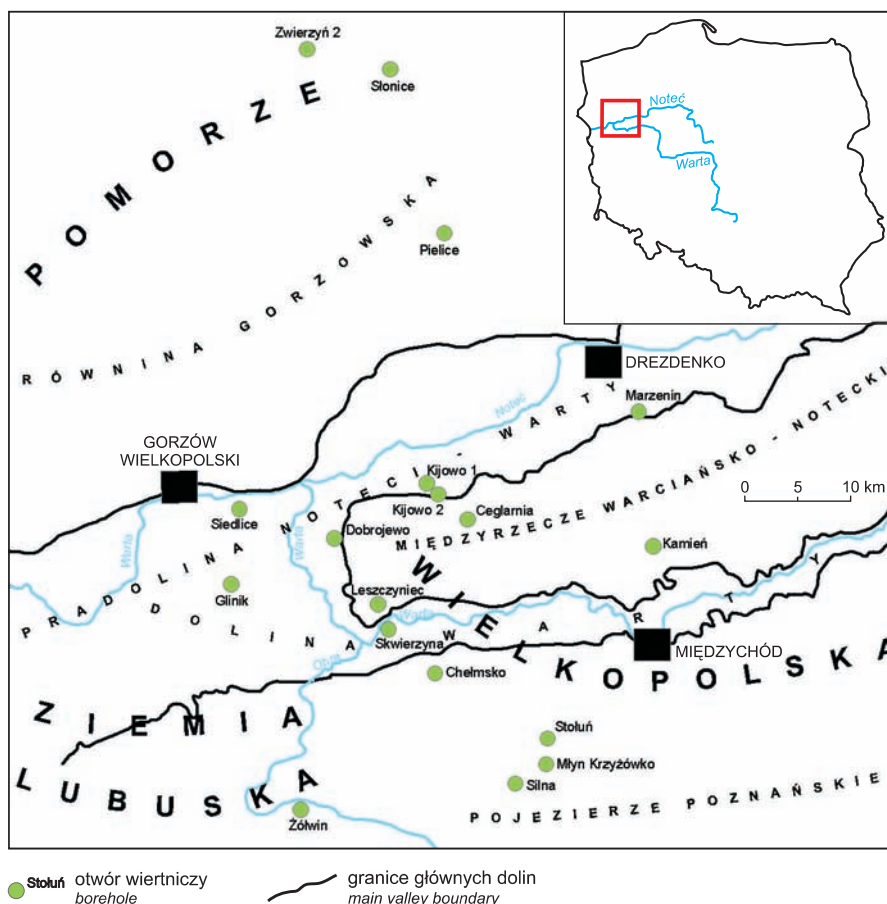 Zwierzyń 2
Słonice
POMORZE
Pielice
RÓWNINA GORZOWSKA
Noteć
Warta
DREZDENKO
Marzenin
Noteć
GORZÓW
WIELKOPOLSKI
Kijowo 1
Kijowo 2
Siedlice
Ceglarnia
0 5 10 km
Dobrojewo
MIĘDZYRZECZE WARCIAŃSKO - NOTECKI
Kamień
Warta
Warta
Glinik
Leszczyniec
PRADOLINA NOTECI - WARTY
DOLINA WARTY
Warta
Skwierzyna
Obra
MIĘDZYCHÓD
Chełmsko
WIELKOPOLSKA
ZIEMIA
LUBUSKA
Stołuń
Młyn Krzyżówko
Silna
Żółwin
POJEZIERZE POZNAŃSKIE
Stołuń
otwór wiertniczy
borehole
granice głównych dolin
main valley boundary